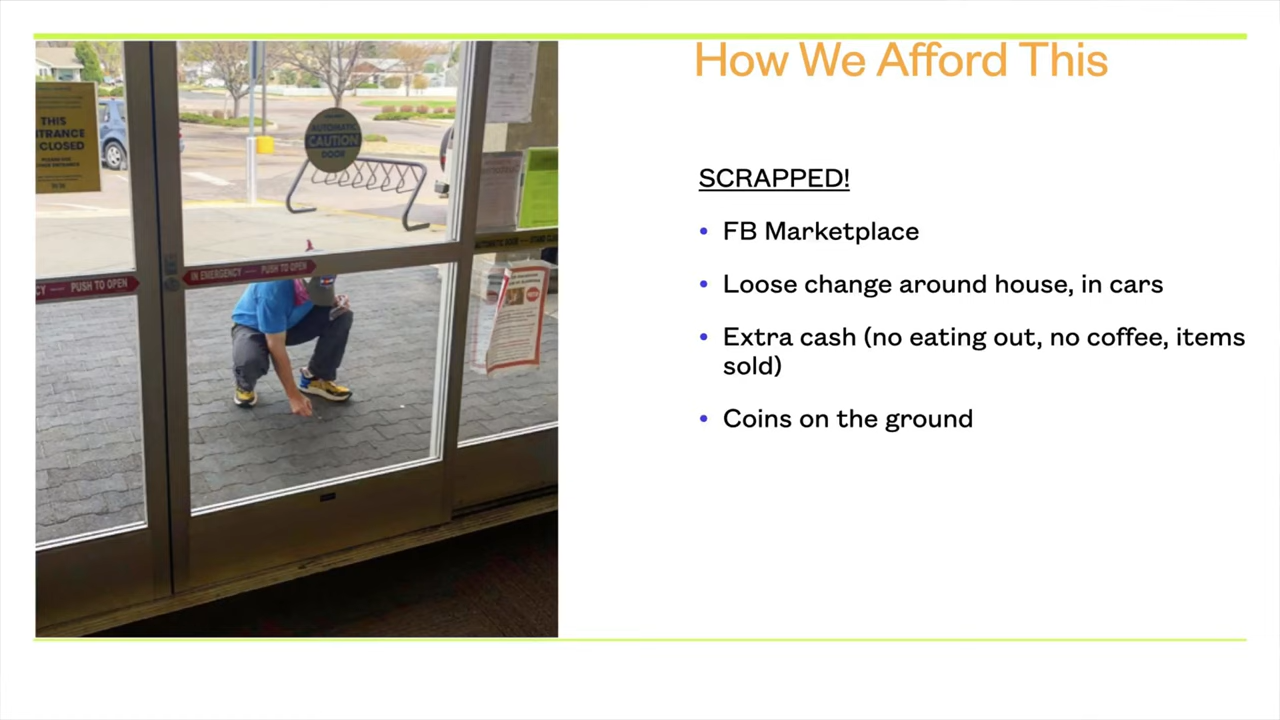 How We Afford This
SCRAPPED!
• FB Marketplace
• Loose change around house, in cars
• Extra cash (no eating out, no coffee, items
sold)
• Coins on the ground
THIS
ENTRANCE
CLOSED
AUTOMATIC
CAUTION
DOOR
PUSH TO OPEN
IN EMERGENCY PUSH TO OPEN